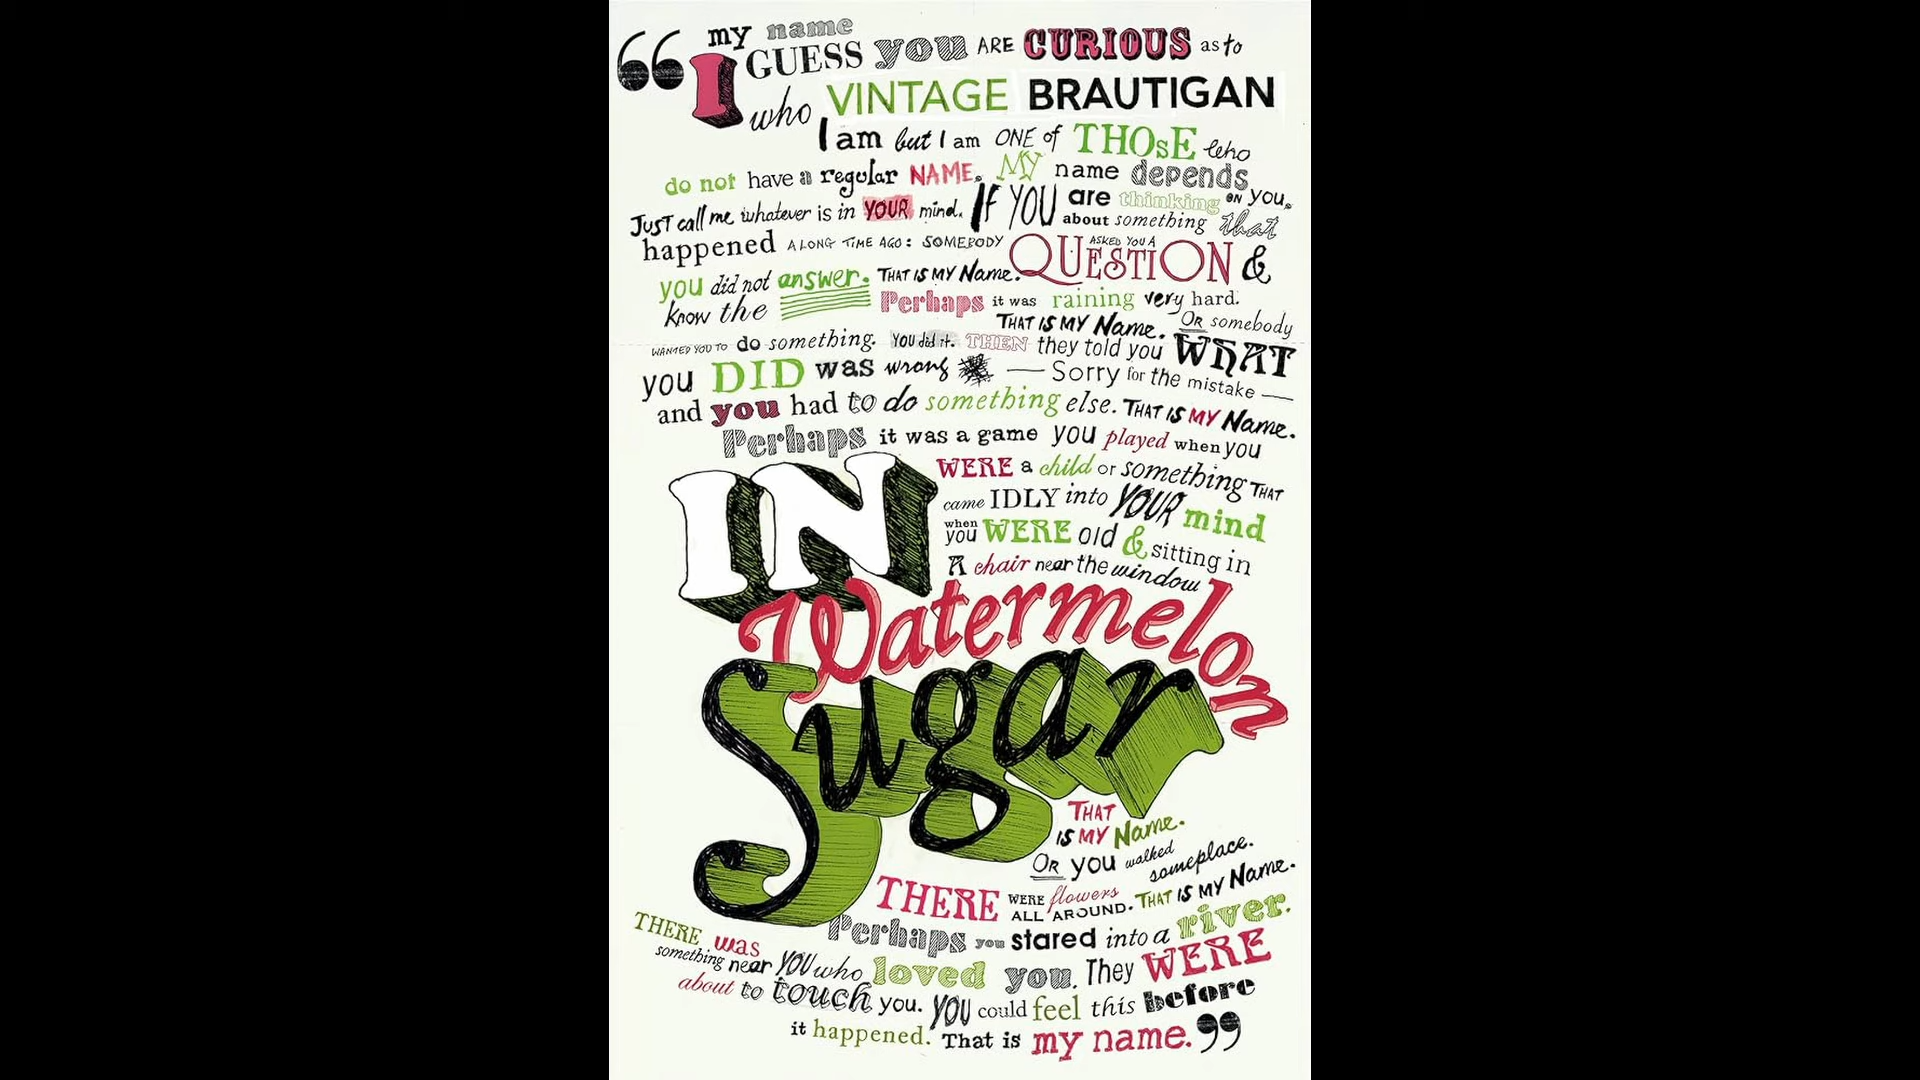 “ my name
I GUESS you ARE CURIOUS as to
who VINTAGE BRAUTIGAN
I am but I am ONE of THOsE who
do not have a regular NAME. MY name depends
ON you.
Just call me whatever is in YOUR mind. IF YOU are thinking
about something that
happened A LONG TIME AGO: SOMEBODY ASKED YOU A QUESTION &
you did not answer. THAT IS MY Name.
know the
Perhaps it was raining very hard.
THAT IS MY Name. OR somebody
WANTED YOU TO do something. You did it. THEN they told you WHAT
you DID was wrong — Sorry for the mistake —
and you had to do something else. THAT IS MY Name.
Perhaps it was a game you played when you
WERE a child or something THAT
came IDLY into YOUR mind
when you WERE old & sitting in
A chair near the window
IN
Watermelon
Sugar
THAT
IS MY Name.
OR you walked someplace.
THERE WERE flowers ALL AROUND. THAT IS MY Name.
Perhaps you stared into a river.
THERE was
something near YOU who loved you. They WERE
about to touch you. YOU could feel this before
it happened. That is my name. ”